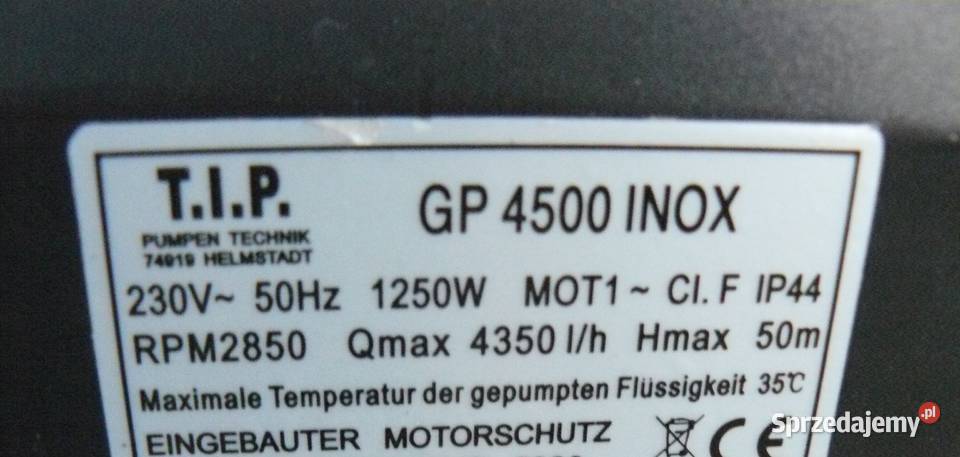 T.I.P.
PUMPEN TECHNIK
74919 HELMSTADT
GP 4500 INOX
230V~ 50Hz 1250W MOT1~ Cl. F IP44
RPM2850 Qmax 4350 l/h Hmax 50m
Maximale Temperatur der gepumpten Flüssigkeit 35℃
EINGEBAUTER MOTORSCHUTZ
CE
Sprzedajemy.pl